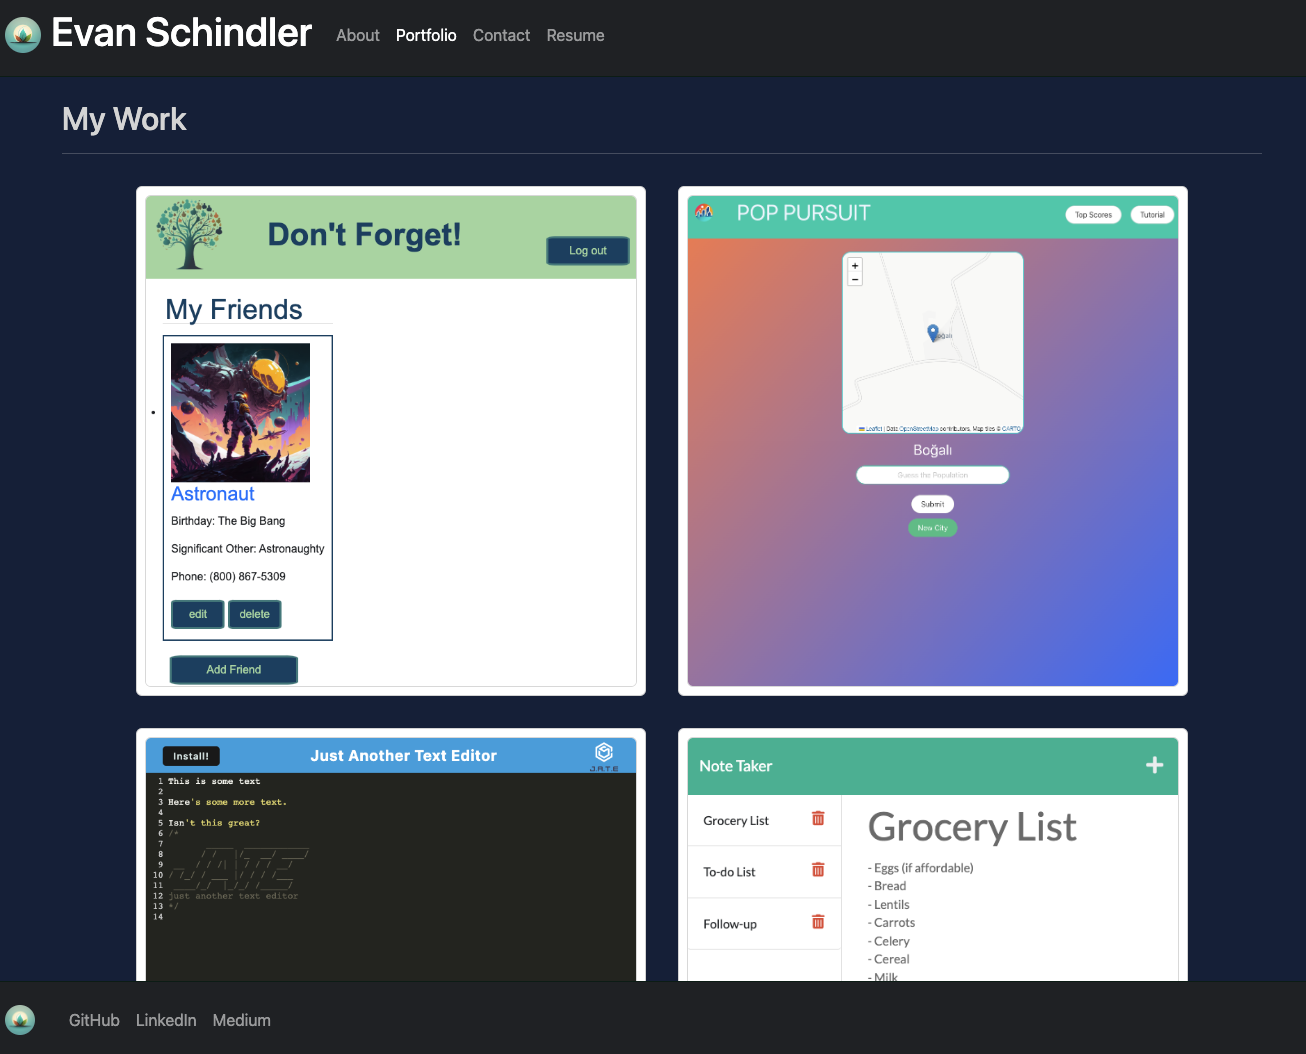 Evan Schindler
About Portfolio Contact Resume
My Work
Don't Forget!
Log out
My Friends
Astronaut
Birthday: The Big Bang
Significant Other: Astronaughty
Phone: (800) 867-5309
edit delete
Add Friend
POP PURSUIT
Top Scores Tutorial
+
−
Boğalı
Leaflet | Data OpenStreetMap contributors, Map tiles © CARTO
Boğalı
Guess the Population
Submit
New City
Install!
Just Another Text Editor
J.A.T.E
1 This is some text
2
3 Here's some more text.
4
5 Isn't this great?
6 /*
7
8
9
10
11
12 just another text editor
13 */
14
Note Taker
+
Grocery List
To-do List
Follow-up
Grocery List
- Eggs (if affordable)
- Bread
- Lentils
- Carrots
- Celery
- Cereal
- Milk
GitHub LinkedIn Medium